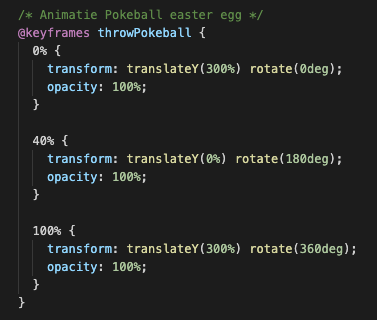 /* Animatie Pokeball easter egg */
@keyframes throwPokeball {
  0% {
    transform: translateY(300%) rotate(0deg);
    opacity: 100%;
  }

  40% {
    transform: translateY(0%) rotate(180deg);
    opacity: 100%;
  }

  100% {
    transform: translateY(300%) rotate(360deg);
    opacity: 100%;
  }
}